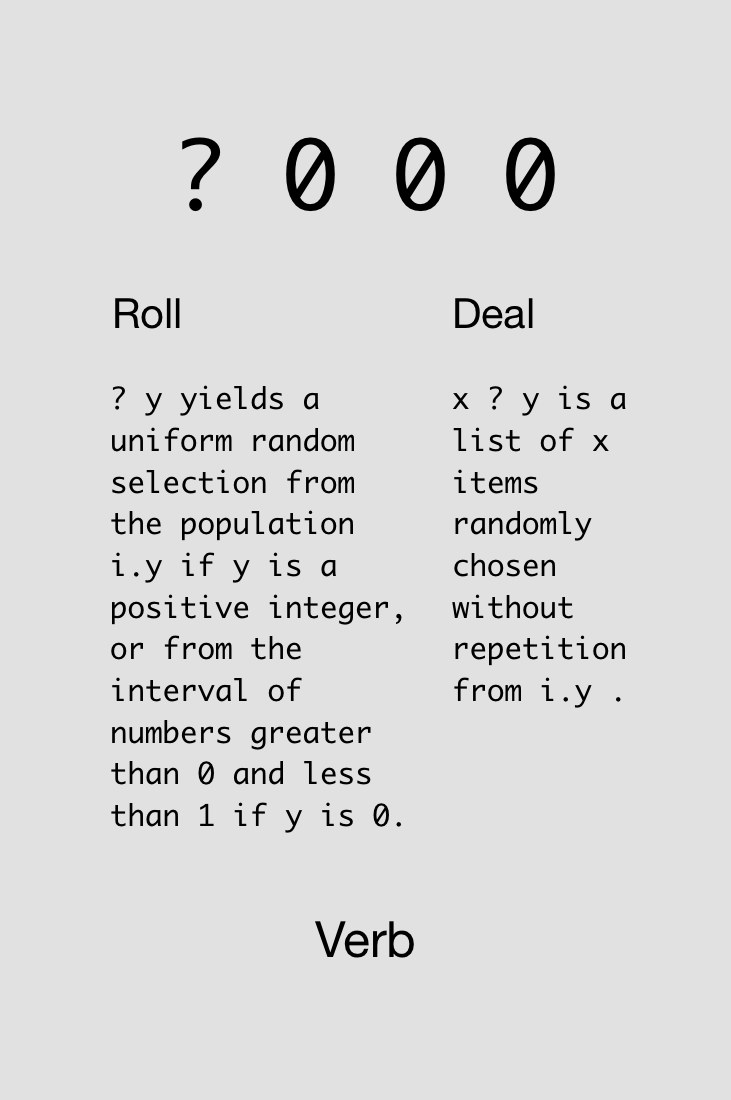 ? 0 0 0
Roll
? y yields a
uniform random
selection from
the population
i.y if y is a
positive integer,
or from the
interval of
numbers greater
than 0 and less
than 1 if y is 0.
Deal
x ? y is a
list of x
items
randomly
chosen
without
repetition
from i.y .
Verb